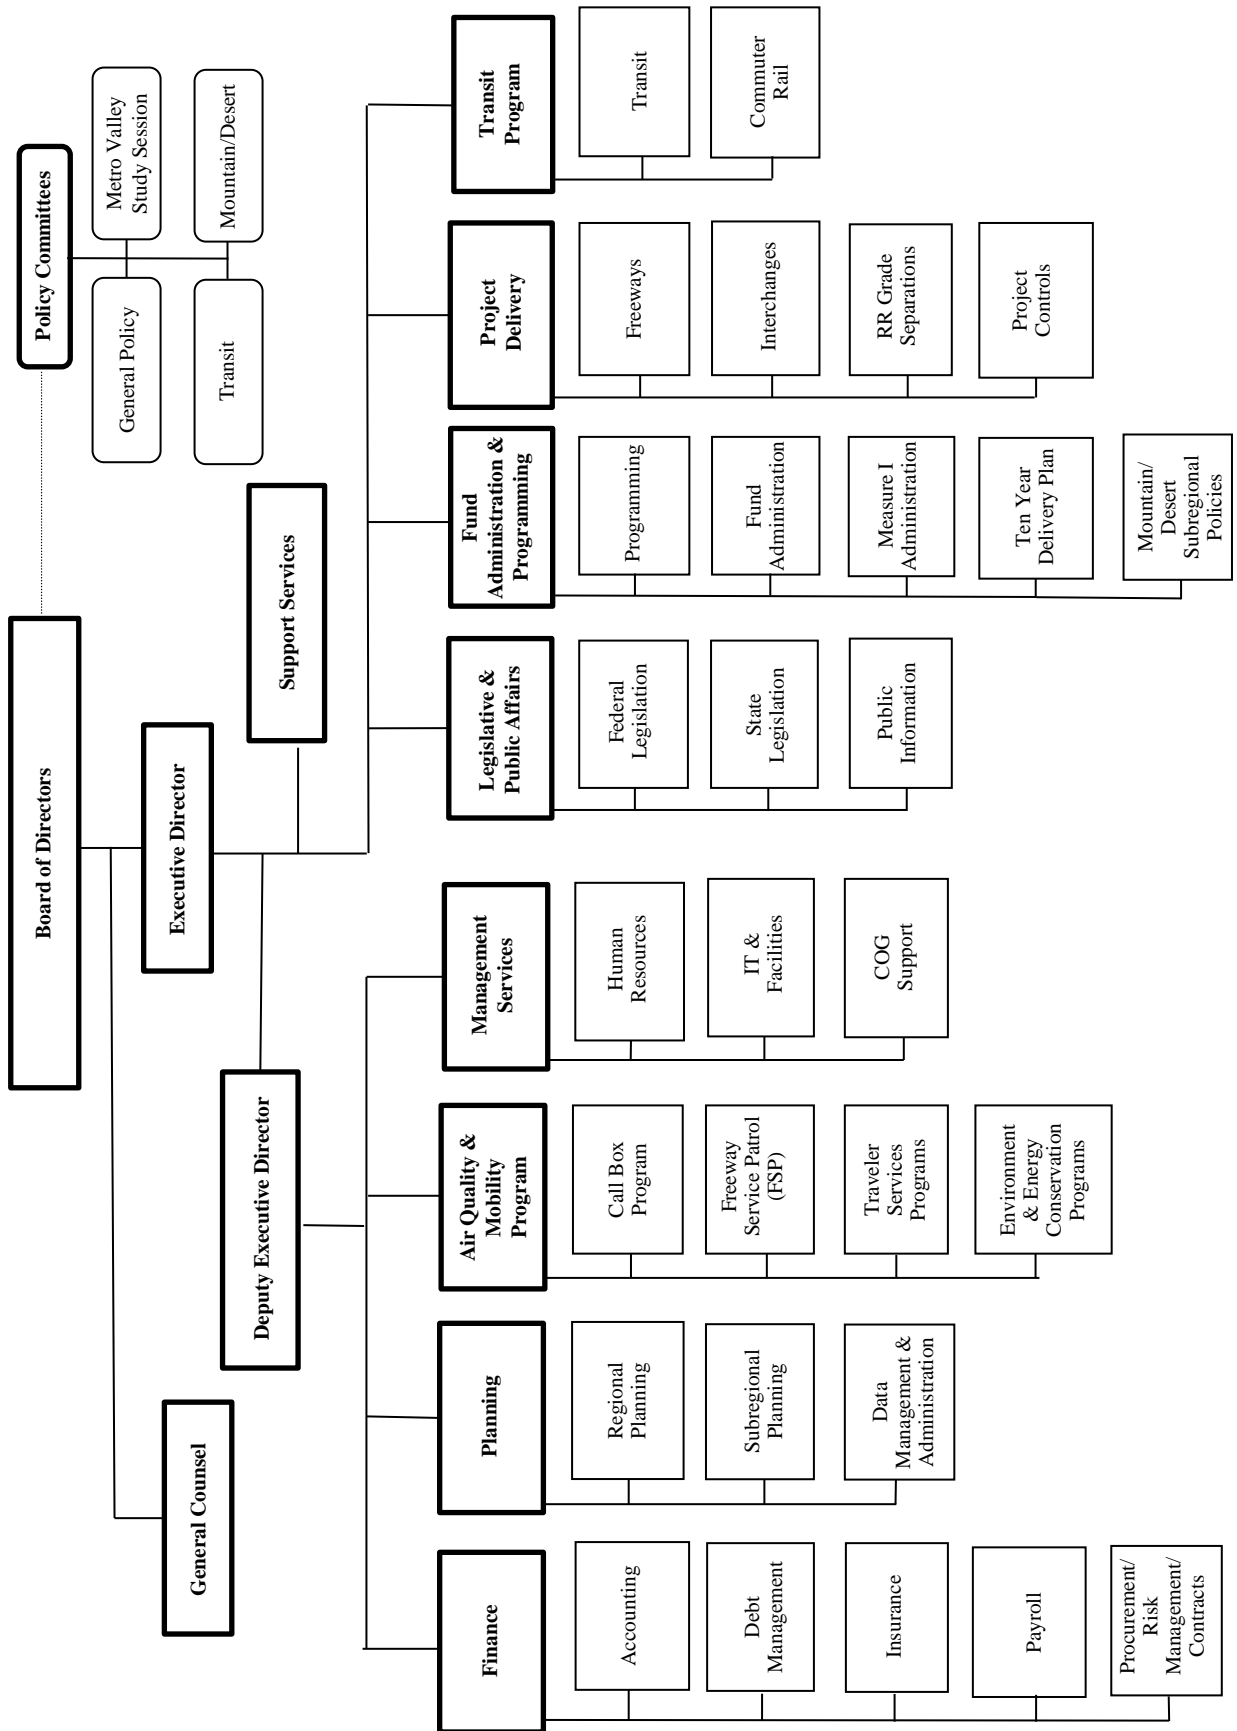 Board of Directors
Policy Committees
General Policy
Metro Valley
Study Session
Transit
Mountain/Desert
General Counsel
Executive Director
Deputy Executive Director
Support Services
Finance
Accounting
Debt
Management
Insurance
Payroll
Procurement/
Risk
Management/
Contracts
Planning
Regional
Planning
Subregional
Planning
Data
Management &
Administration
Air Quality &
Mobility
Program
Call Box
Program
Freeway
Service Patrol
(FSP)
Traveler
Services
Programs
Environment
& Energy
Conservation
Programs
Management
Services
Human
Resources
IT &
Facilities
COG
Support
Legislative &
Public Affairs
Federal
Legislation
State
Legislation
Public
Information
Fund
Administration &
Programming
Programming
Fund
Administration
Measure I
Administration
Ten Year
Delivery Plan
Mountain/
Desert
Subregional
Policies
Project
Delivery
Freeways
Interchanges
RR Grade
Separations
Project
Controls
Transit
Program
Transit
Commuter
Rail